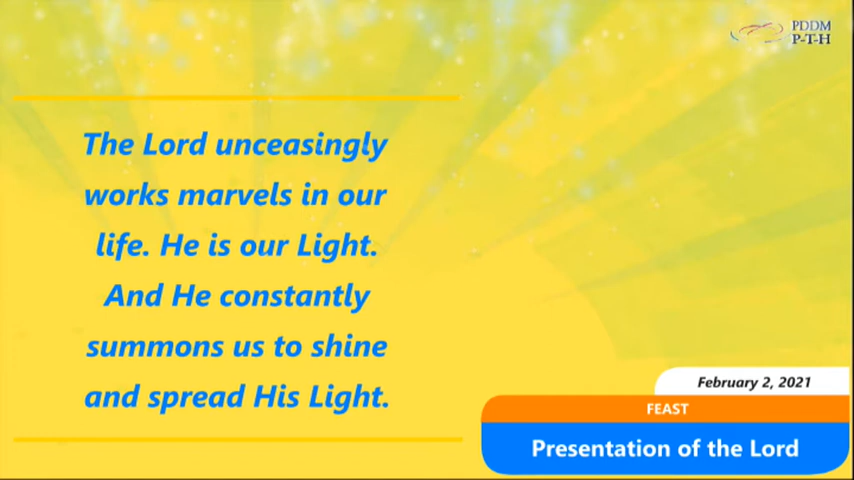 PDDM
P-T-H
The Lord unceasingly
works marvels in our
life. He is our Light.
And He constantly
summons us to shine
and spread His Light.
February 2, 2021
FEAST
Presentation of the Lord